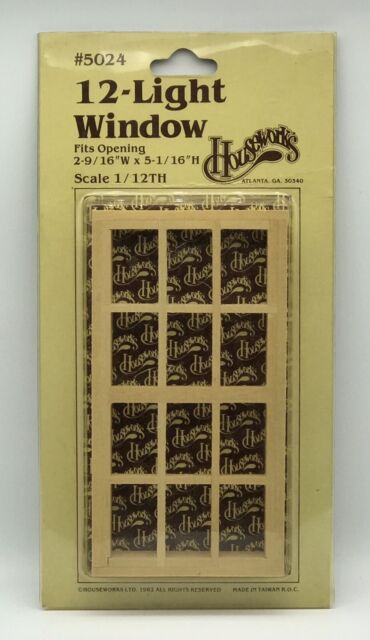 #5024
12-Light
Window
Fits Opening
2-9/16"W x 5-1/16"H
Scale 1/12TH
Houseworks
ATLANTA, GA. 30340
©HOUSEWORKS LTD. 1982 ALL RIGHTS RESERVED
MADE IN TAIWAN R.O.C.